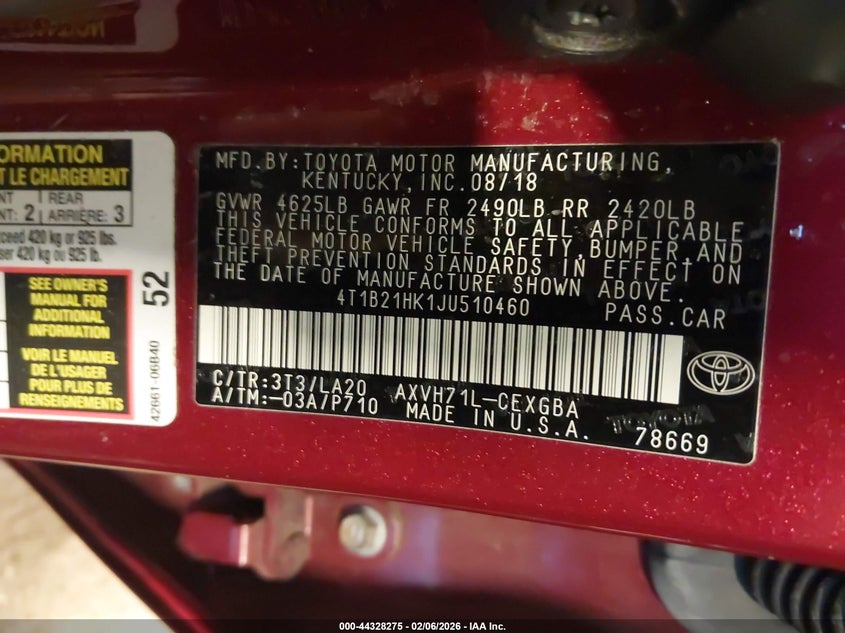 ORMATION
T LE CHARGEMENT
NT : 2 | REAR ARRIÈRE : 3
xceed 420 kg or 925 lbs.
ser 420 kg ou 925 lb.
SEE OWNER'S
MANUAL FOR
ADDITIONAL
INFORMATION
VOIR LE MANUEL
DE L'USAGER
POUR PLUS DE
RENSEIGNEMENTS
52
42661-06B40
MFD.BY:TOYOTA MOTOR MANUFACTURING,
KENTUCKY,INC.08/18
GVWR 4625LB GAWR FR 2490LB RR 2420LB
THIS VEHICLE CONFORMS TO ALL APPLICABLE
FEDERAL MOTOR VEHICLE SAFETY,BUMPER,AND
THEFT PREVENTION STANDARDS IN EFFECT ON
THE DATE OF MANUFACTURE SHOWN ABOVE.
4T1B21HK1JU510460 PASS.CAR
C/TR:3T3/LA20 AXVH71L-CEXGBA
A/TM:-03A/P710 MADE IN U.S.A.
78669
000-44328275 - 02/06/2026 - IAA Inc.